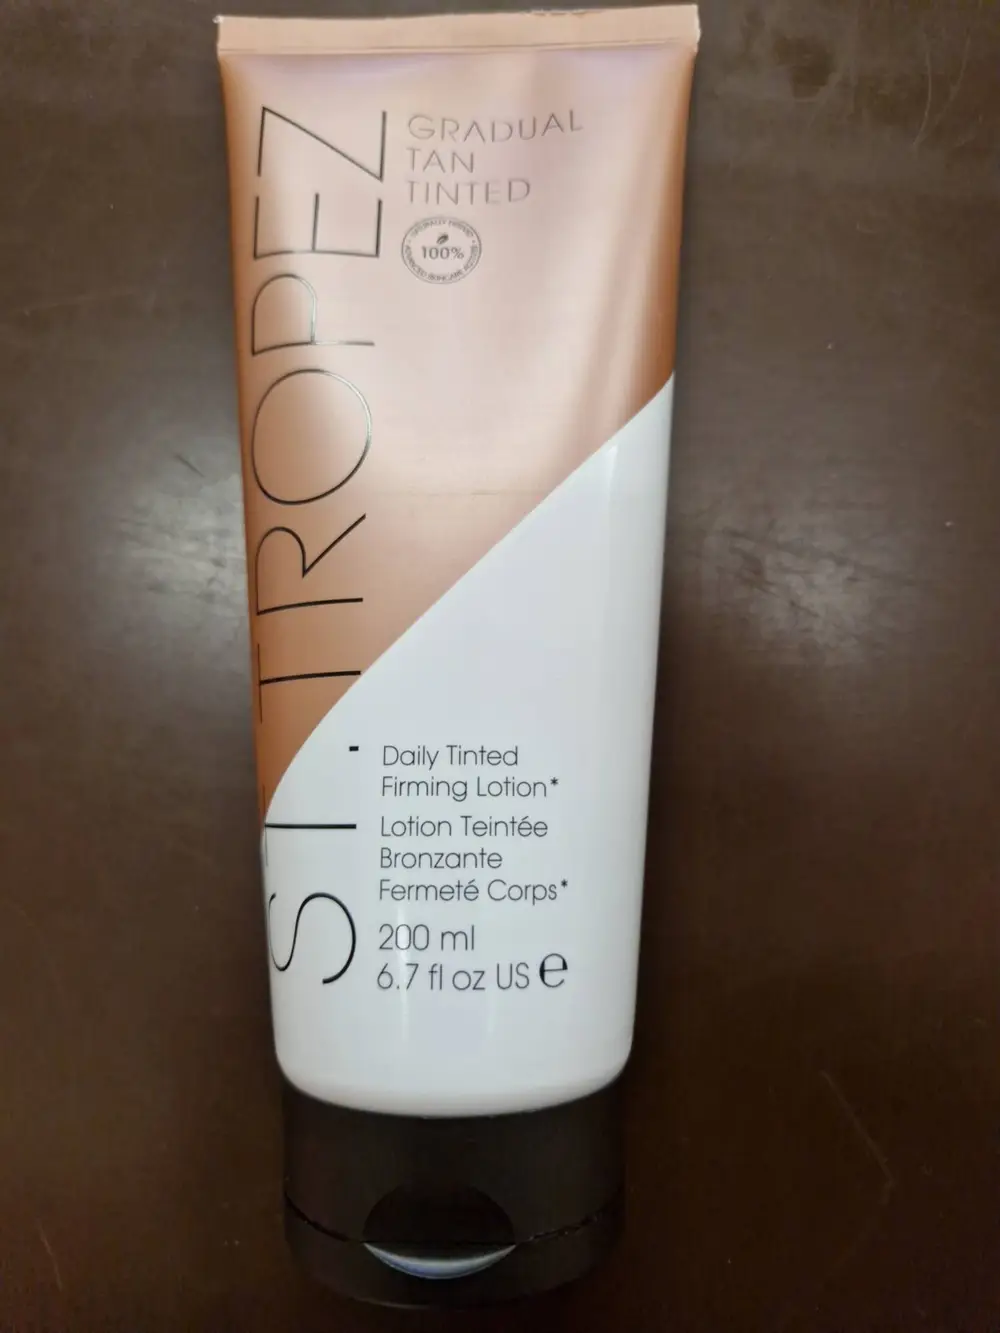 ST. TROPEZ
GRADUAL
TAN
TINTED
100%
Daily Tinted
Firming Lotion*
Lotion Teintée
Bronzante
Fermeté Corps*
200 ml
6.7 fl oz US e